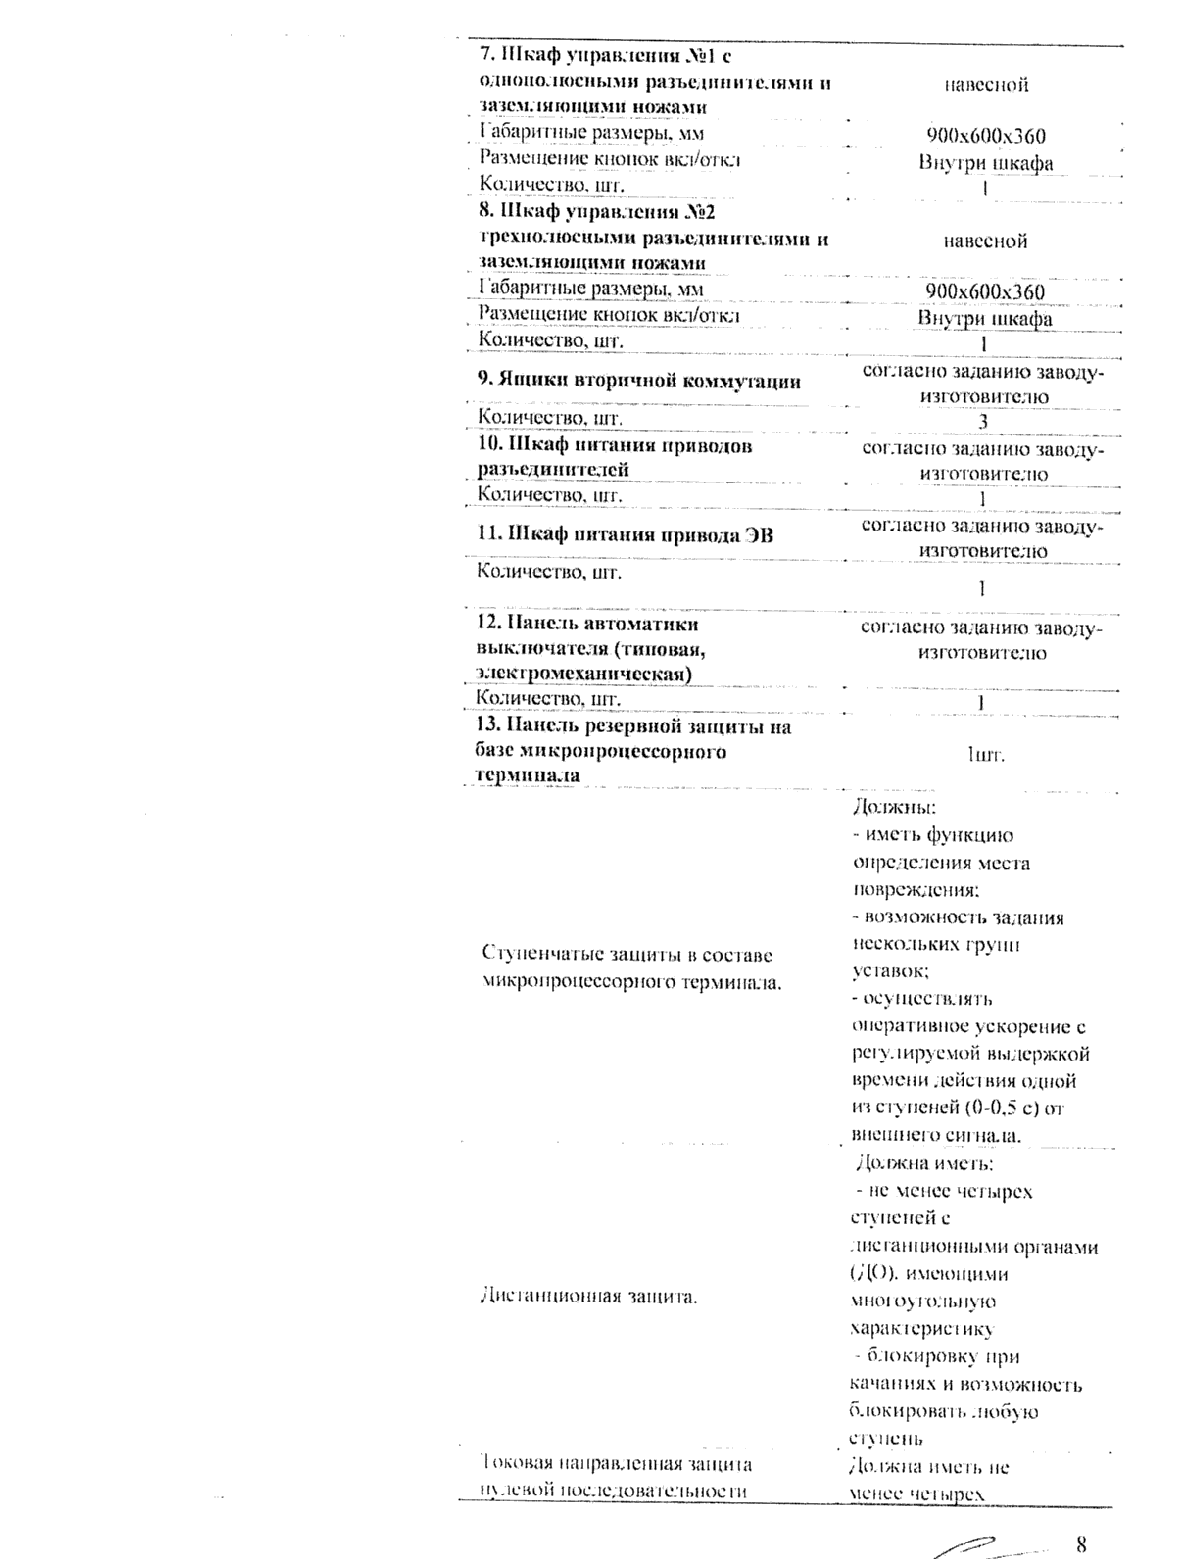 7. Шкаф управления №1 с
однополюсными разъединителями и
заземляющими ножами
навесной
Габаритные размеры, мм
900х600х360
Размещение кнопок вкл/откл
Внутри шкафа
Количество, шт.
1
8. Шкаф управления №2
трехполюсными разъединителями и
заземляющими ножами
навесной
Габаритные размеры, мм
900х600х360
Размещение кнопок вкл/откл
Внутри шкафа
Количество, шт.
1
9. Ящики вторичной коммутации
согласно заданию заводу-
изготовителю
Количество, шт.
3
10. Шкаф питания приводов
разъединителей
согласно заданию заводу-
изготовителю
Количество, шт.
1
11. Шкаф питания привода ЭВ
согласно заданию заводу-
изготовителю
Количество, шт.
1
12. Панель автоматики
выключателя (типовая,
электромеханическая)
согласно заданию заводу-
изготовителю
Количество, шт.
1
13. Панель резервной защиты на
базе микропроцессорного
терминала
1шт.
Ступенчатые защиты в составе
микропроцессорного терминала.
Должны:
- иметь функцию
определения места
повреждения;
- возможность задания
нескольких групп
уставок;
- осуществлять
оперативное ускорение с
регулируемой выдержкой
времени действия одной
из ступеней (0-0,5 с) от
внешнего сигнала.
Дистанционная защита.
Должна иметь:
- не менее четырех
ступеней с
дистанционными органами
(ДО), имеющими
многоугольную
характеристику
- блокировку при
качаниях и возможность
блокировать любую
ступень
Токовая направленная защита
нулевой последовательности
Должна иметь не
менее четырех
8